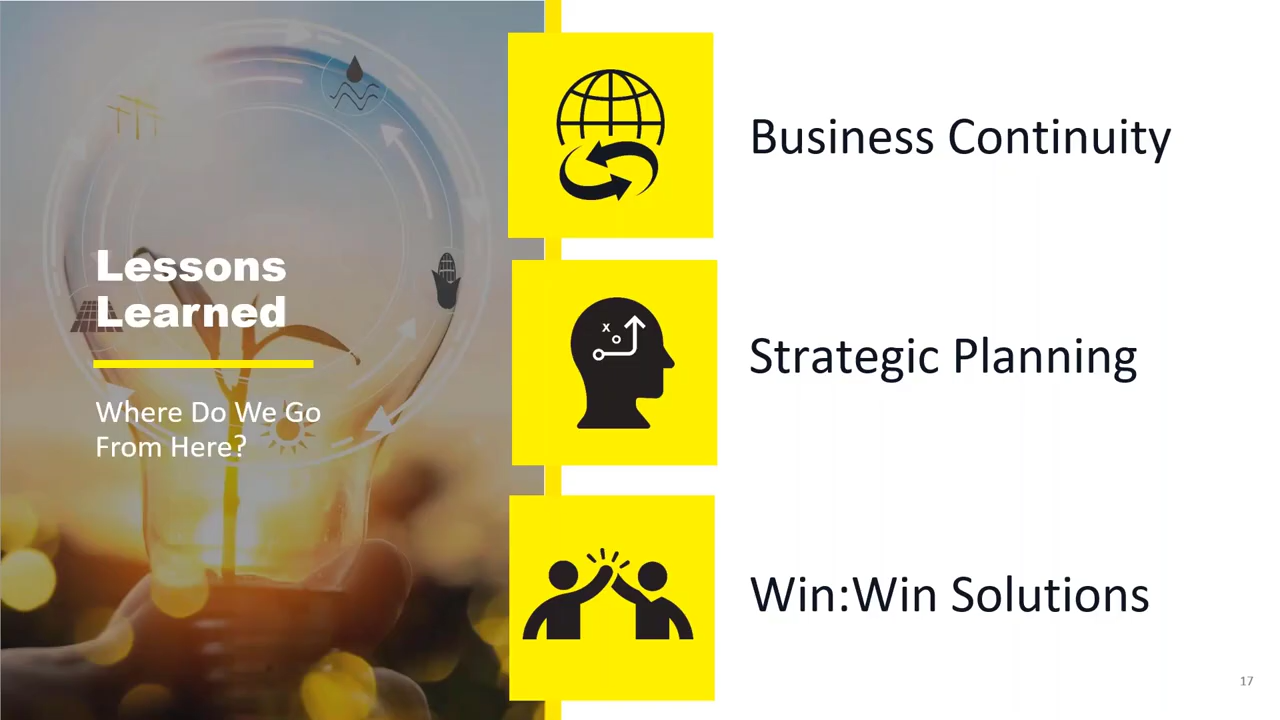 Lessons
Learned
Where Do We Go
From Here?
Business Continuity
Strategic Planning
Win:Win Solutions
17